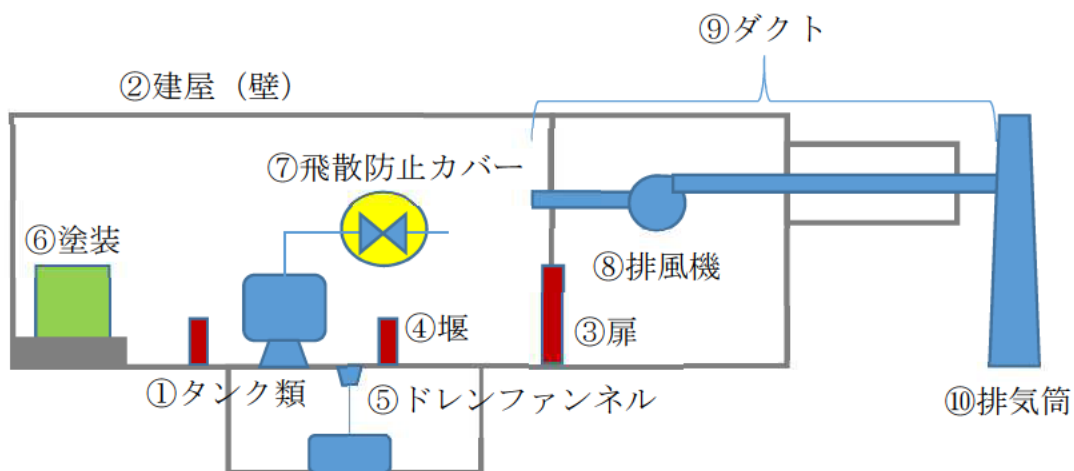 ⑨ダクト
②建屋（壁）
⑦飛散防止カバー
⑥塗装
⑧排風機
④堰
③扉
①タンク類
⑤ドレンファンネル
⑩排気筒